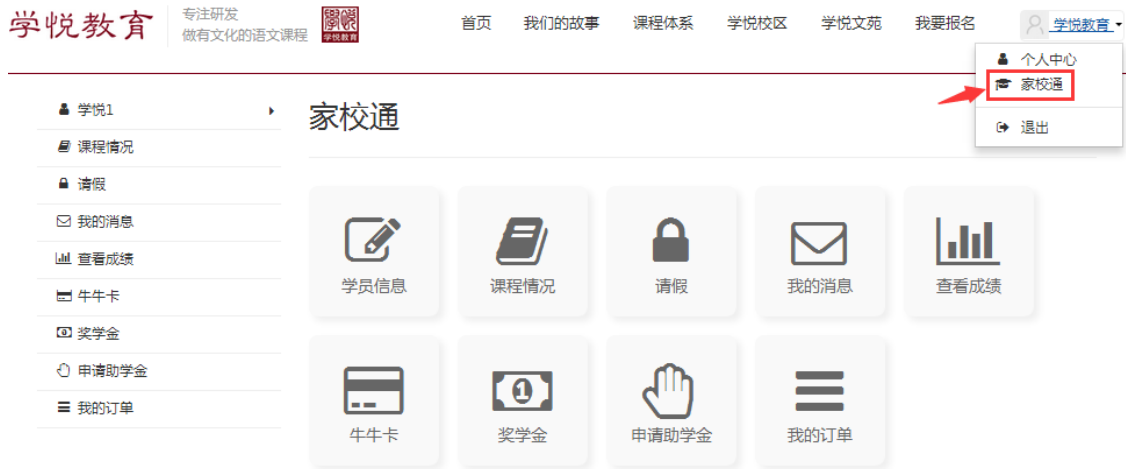 学悦教育
专注研发
做有文化的语文课程
学悦教育
首页 我们的故事 课程体系 学悦校区 学悦文苑 我要报名 学悦教育
个人中心
家校通
退出
学悦1
课程情况
请假
我的消息
查看成绩
牛牛卡
奖学金
申请助学金
我的订单
家校通
学员信息 课程情况 请假 我的消息 查看成绩
牛牛卡 奖学金 申请助学金 我的订单